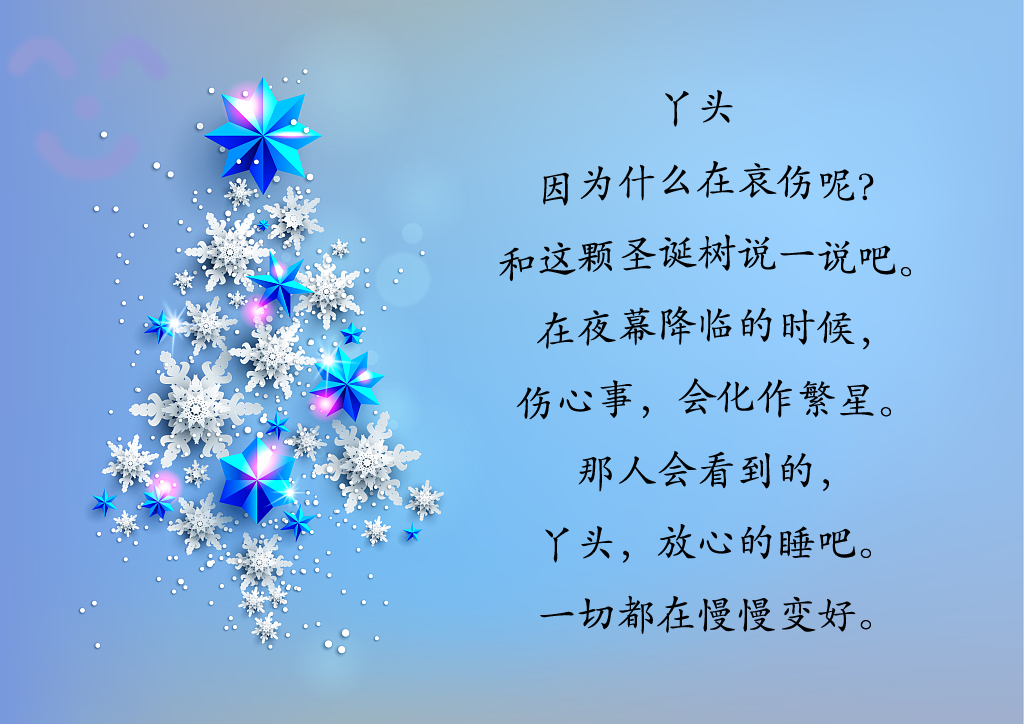 丫头
因为什么在哀伤呢?
和这颗圣诞树说一说吧。
在夜幕降临的时候，
伤心事，会化作繁星。
那人会看到的，
丫头，放心的睡吧。
一切都在慢慢变好。